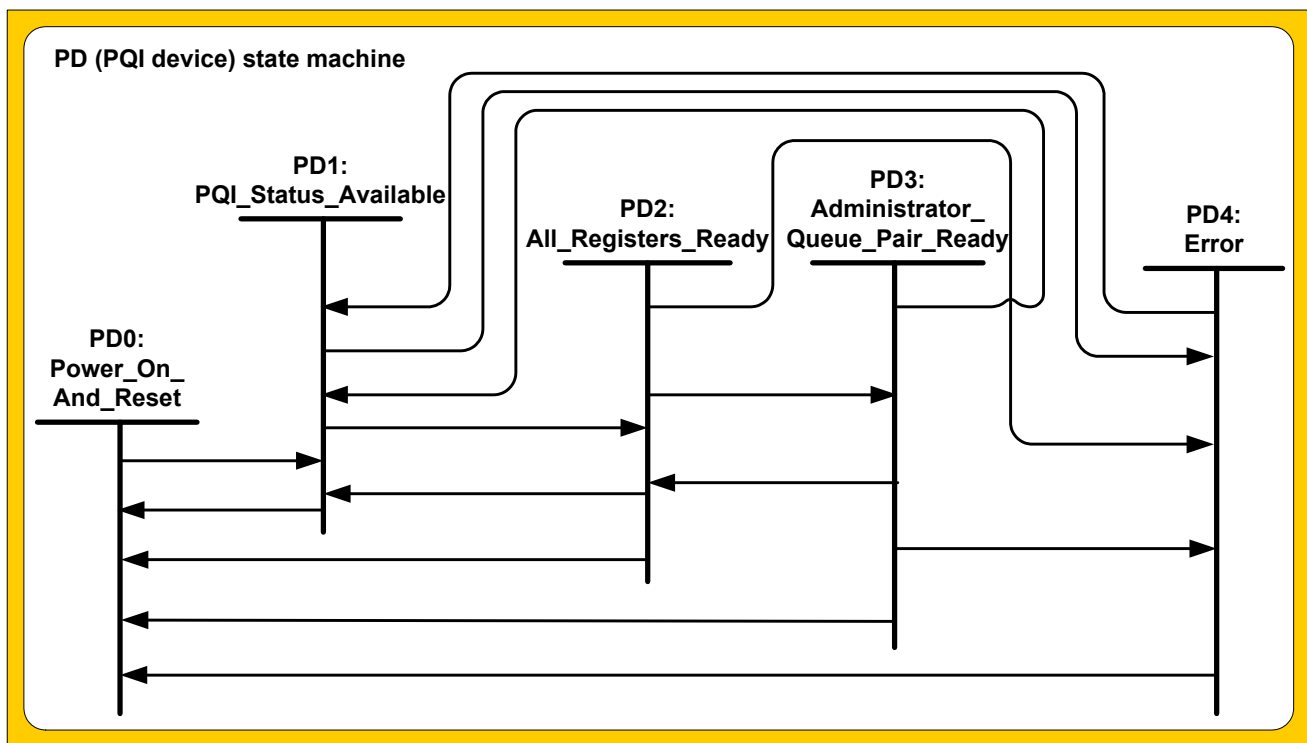 PD (PQI device) state machine
PD1:
PQI_Status_Available
PD2:
All_Registers_Ready
PD3:
Administrator_
Queue_Pair_Ready
PD4:
Error
PD0:
Power_On_
And_Reset